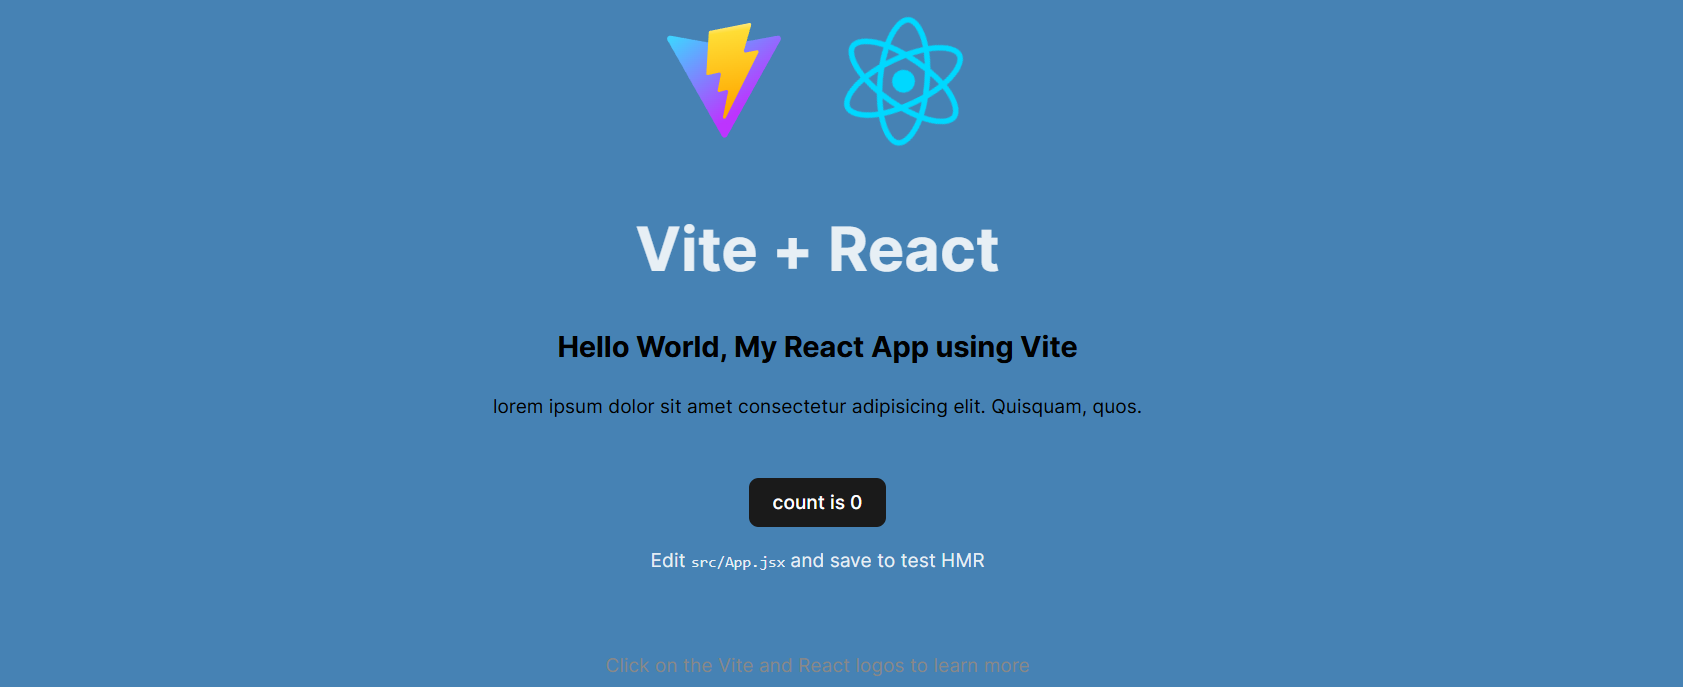 Vite + React
Hello World, My React App using Vite
lorem ipsum dolor sit amet consectetur adipisicing elit. Quisquam, quos.
count is 0
Edit src/App.jsx and save to test HMR
Click on the Vite and React logos to learn more